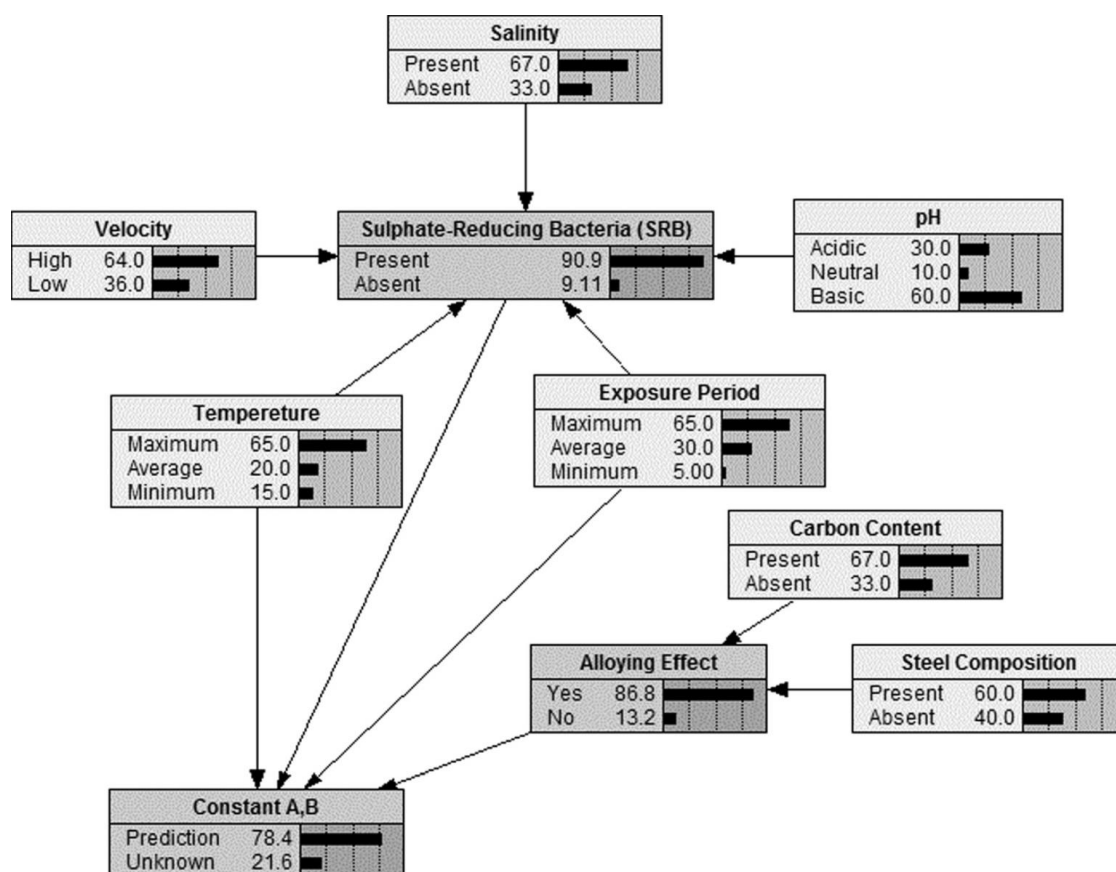 Salinity
Present 67.0
Absent 33.0
Velocity
High 64.0
Low 36.0
Sulphate-Reducing Bacteria (SRB)
Present 90.9
Absent 9.11
pH
Acidic 30.0
Neutral 10.0
Basic 60.0
Tempereture
Maximum 65.0
Average 20.0
Minimum 15.0
Exposure Period
Maximum 65.0
Average 30.0
Minimum 5.00
Carbon Content
Present 67.0
Absent 33.0
Alloying Effect
Yes 86.8
No 13.2
Steel Composition
Present 60.0
Absent 40.0
Constant A,B
Prediction 78.4
Unknown 21.6